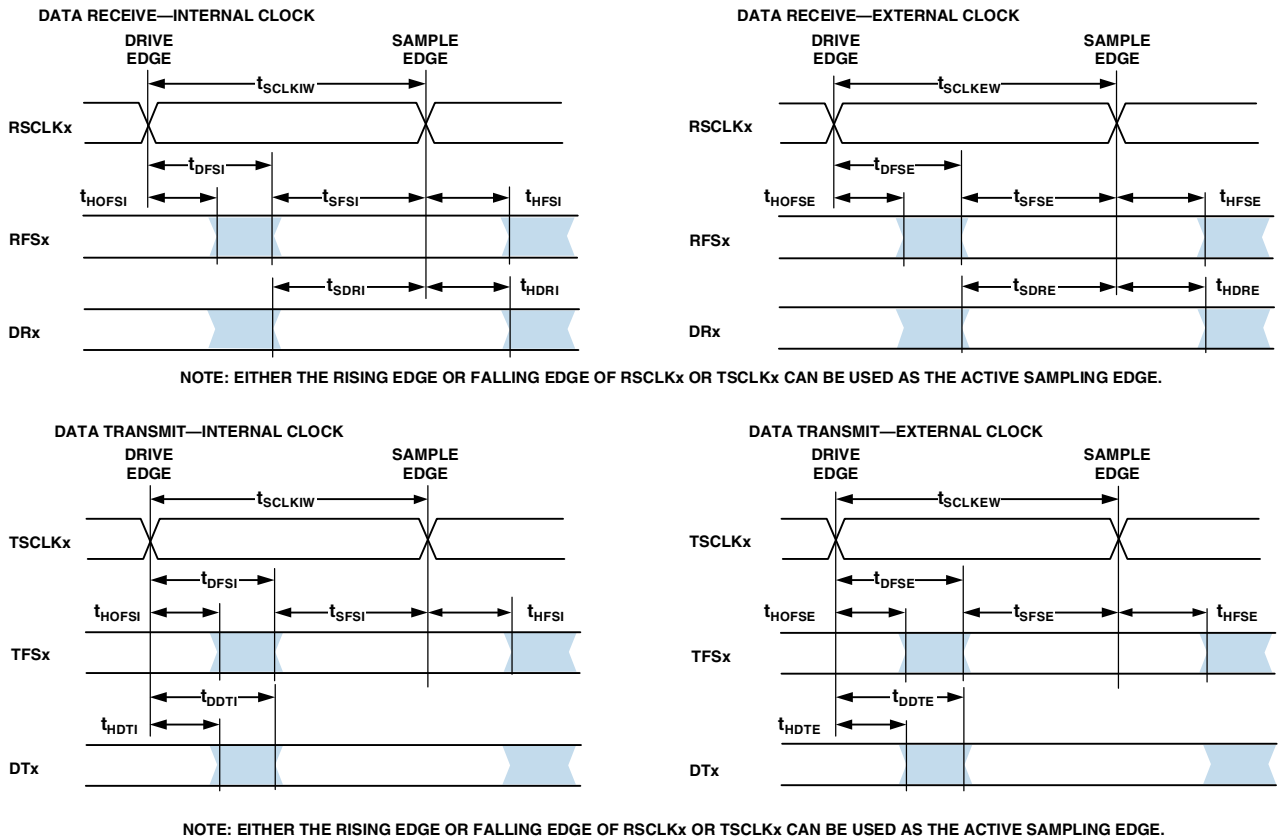 DATA RECEIVE—INTERNAL CLOCK
DRIVE
EDGE
SAMPLE
EDGE
tSCLKIW
RSCLKx
tDFSI
tHOFSI
tSFSI
tHFSI
RFSx
tSDRI
tHDRI
DRx
DATA RECEIVE—EXTERNAL CLOCK
DRIVE
EDGE
SAMPLE
EDGE
tSCLKEW
RSCLKx
tDFSE
tHOFSE
tSFSE
tHFSE
RFSx
tSDRE
tHDRE
DRx
NOTE: EITHER THE RISING EDGE OR FALLING EDGE OF RSCLKx OR TSCLKx CAN BE USED AS THE ACTIVE SAMPLING EDGE.
DATA TRANSMIT—INTERNAL CLOCK
DRIVE
EDGE
SAMPLE
EDGE
tSCLKIW
TSCLKx
tDFSI
tHOFSI
tSFSI
tHFSI
TFSx
tDDTI
tHDTI
DTx
DATA TRANSMIT—EXTERNAL CLOCK
DRIVE
EDGE
SAMPLE
EDGE
tSCLKEW
TSCLKx
tDFSE
tHOFSE
tSFSE
tHFSE
TFSx
tDDTE
tHDTE
DTx
NOTE: EITHER THE RISING EDGE OR FALLING EDGE OF RSCLKx OR TSCLKx CAN BE USED AS THE ACTIVE SAMPLING EDGE.